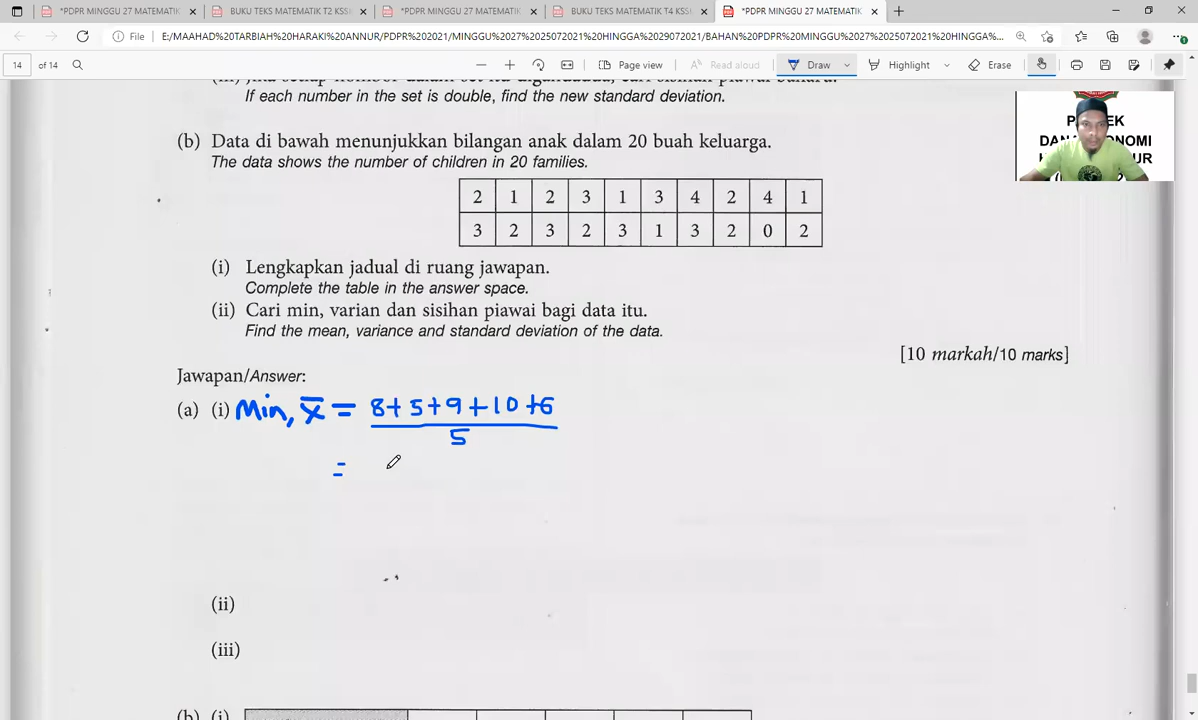 *PDPR MINGGU 27 MATEMATIK
BUKU TEKS MATEMATIK T2 KSS
*PDPR MINGGU 27 MATEMATIK
BUKU TEKS MATEMATIK T4 KSS
*PDPR MINGGU 27 MATEMATIK
File
E:/MAAHAD%20TARBIAH%20HARAKI%20ANNUR/PDPR%202021/MINGGU%2027%2025072021%20HINGGA%2029072021/BAHAN%20PDPR%20MINGGU%2027%2025072021%20HINGGA%...
14 of 14
Page view
Read aloud
Draw
Highlight
Erase
If each number in the set is double, find the new standard deviation.
(b) Data di bawah menunjukkan bilangan anak dalam 20 buah keluarga.
The data shows the number of children in 20 families.
2 1 2 3 1 3 4 2 4 1
3 2 3 2 3 1 3 2 0 2
(i) Lengkapkan jadual di ruang jawapan.
Complete the table in the answer space.
(ii) Cari min, varian dan sisihan piawai bagi data itu.
Find the mean, variance and standard deviation of the data.
[10 markah/10 marks]
Jawapan/Answer:
(a) (i) Min, x̅ = 8+5+9+10+6
5
=
(ii)
(iii)
(b) (i)